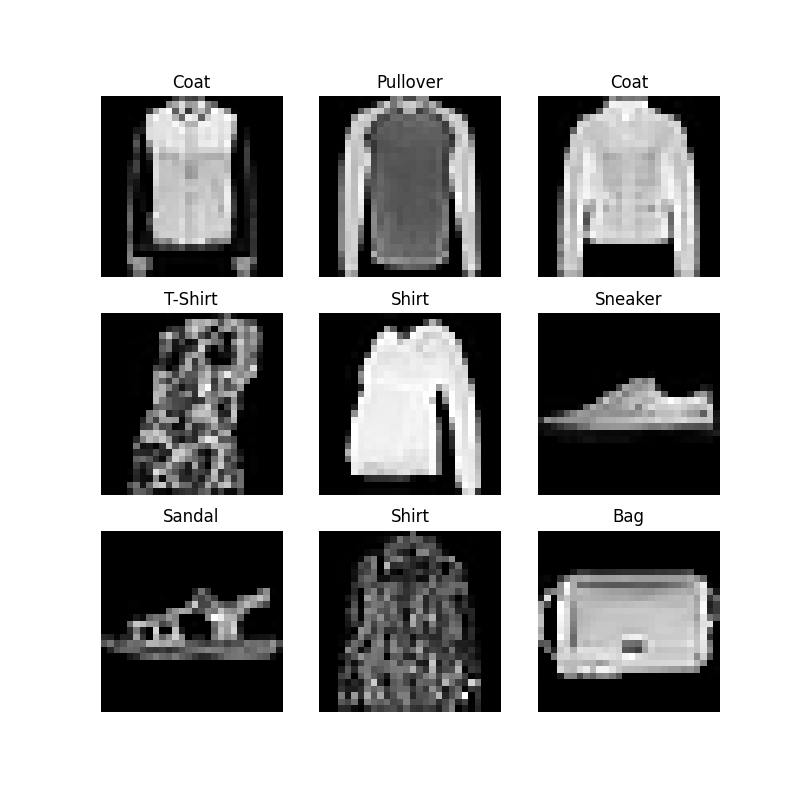 Coat
Pullover
Coat
T-Shirt
Shirt
Sneaker
Sandal
Shirt
Bag